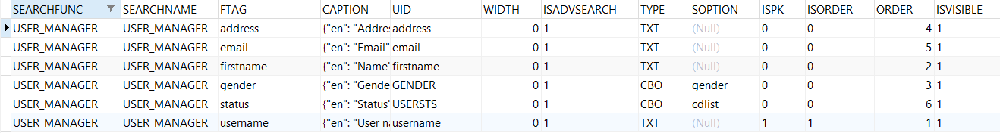 SEARCHFUNC SEARCHNAME FTAG CAPTION UID WIDTH ISADVSEARCH TYPE SOPTION ISPK ISORDER ORDER ISVISIBLE
USER_MANAGER USER_MANAGER address {"en": "Addre address 0 1 TXT (Null) 0 0 4 1
USER_MANAGER USER_MANAGER email {"en": "Email" email 0 1 TXT (Null) 0 0 5 1
USER_MANAGER USER_MANAGER firstname {"en": "Name" firstname 0 1 TXT (Null) 0 0 2 1
USER_MANAGER USER_MANAGER gender {"en": "Gende GENDER 0 1 CBO gender 0 0 3 1
USER_MANAGER USER_MANAGER status {"en": "Status" USERSTS 0 1 CBO cdlist 0 0 6 1
USER_MANAGER USER_MANAGER username {"en": "User na username 0 1 TXT (Null) 1 1 1 1